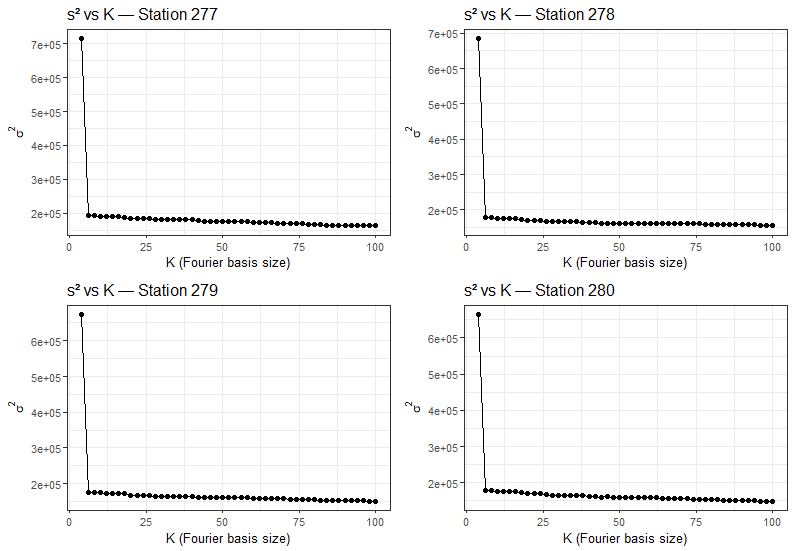 s² vs K — Station 277
7e+05
6e+05
5e+05
4e+05
3e+05
2e+05
σ²
0 25 50 75 100
K (Fourier basis size)
s² vs K — Station 278
7e+05
6e+05
5e+05
4e+05
3e+05
2e+05
σ²
0 25 50 75 100
K (Fourier basis size)
s² vs K — Station 279
6e+05
5e+05
4e+05
3e+05
2e+05
σ²
0 25 50 75 100
K (Fourier basis size)
s² vs K — Station 280
6e+05
5e+05
4e+05
3e+05
2e+05
σ²
0 25 50 75 100
K (Fourier basis size)